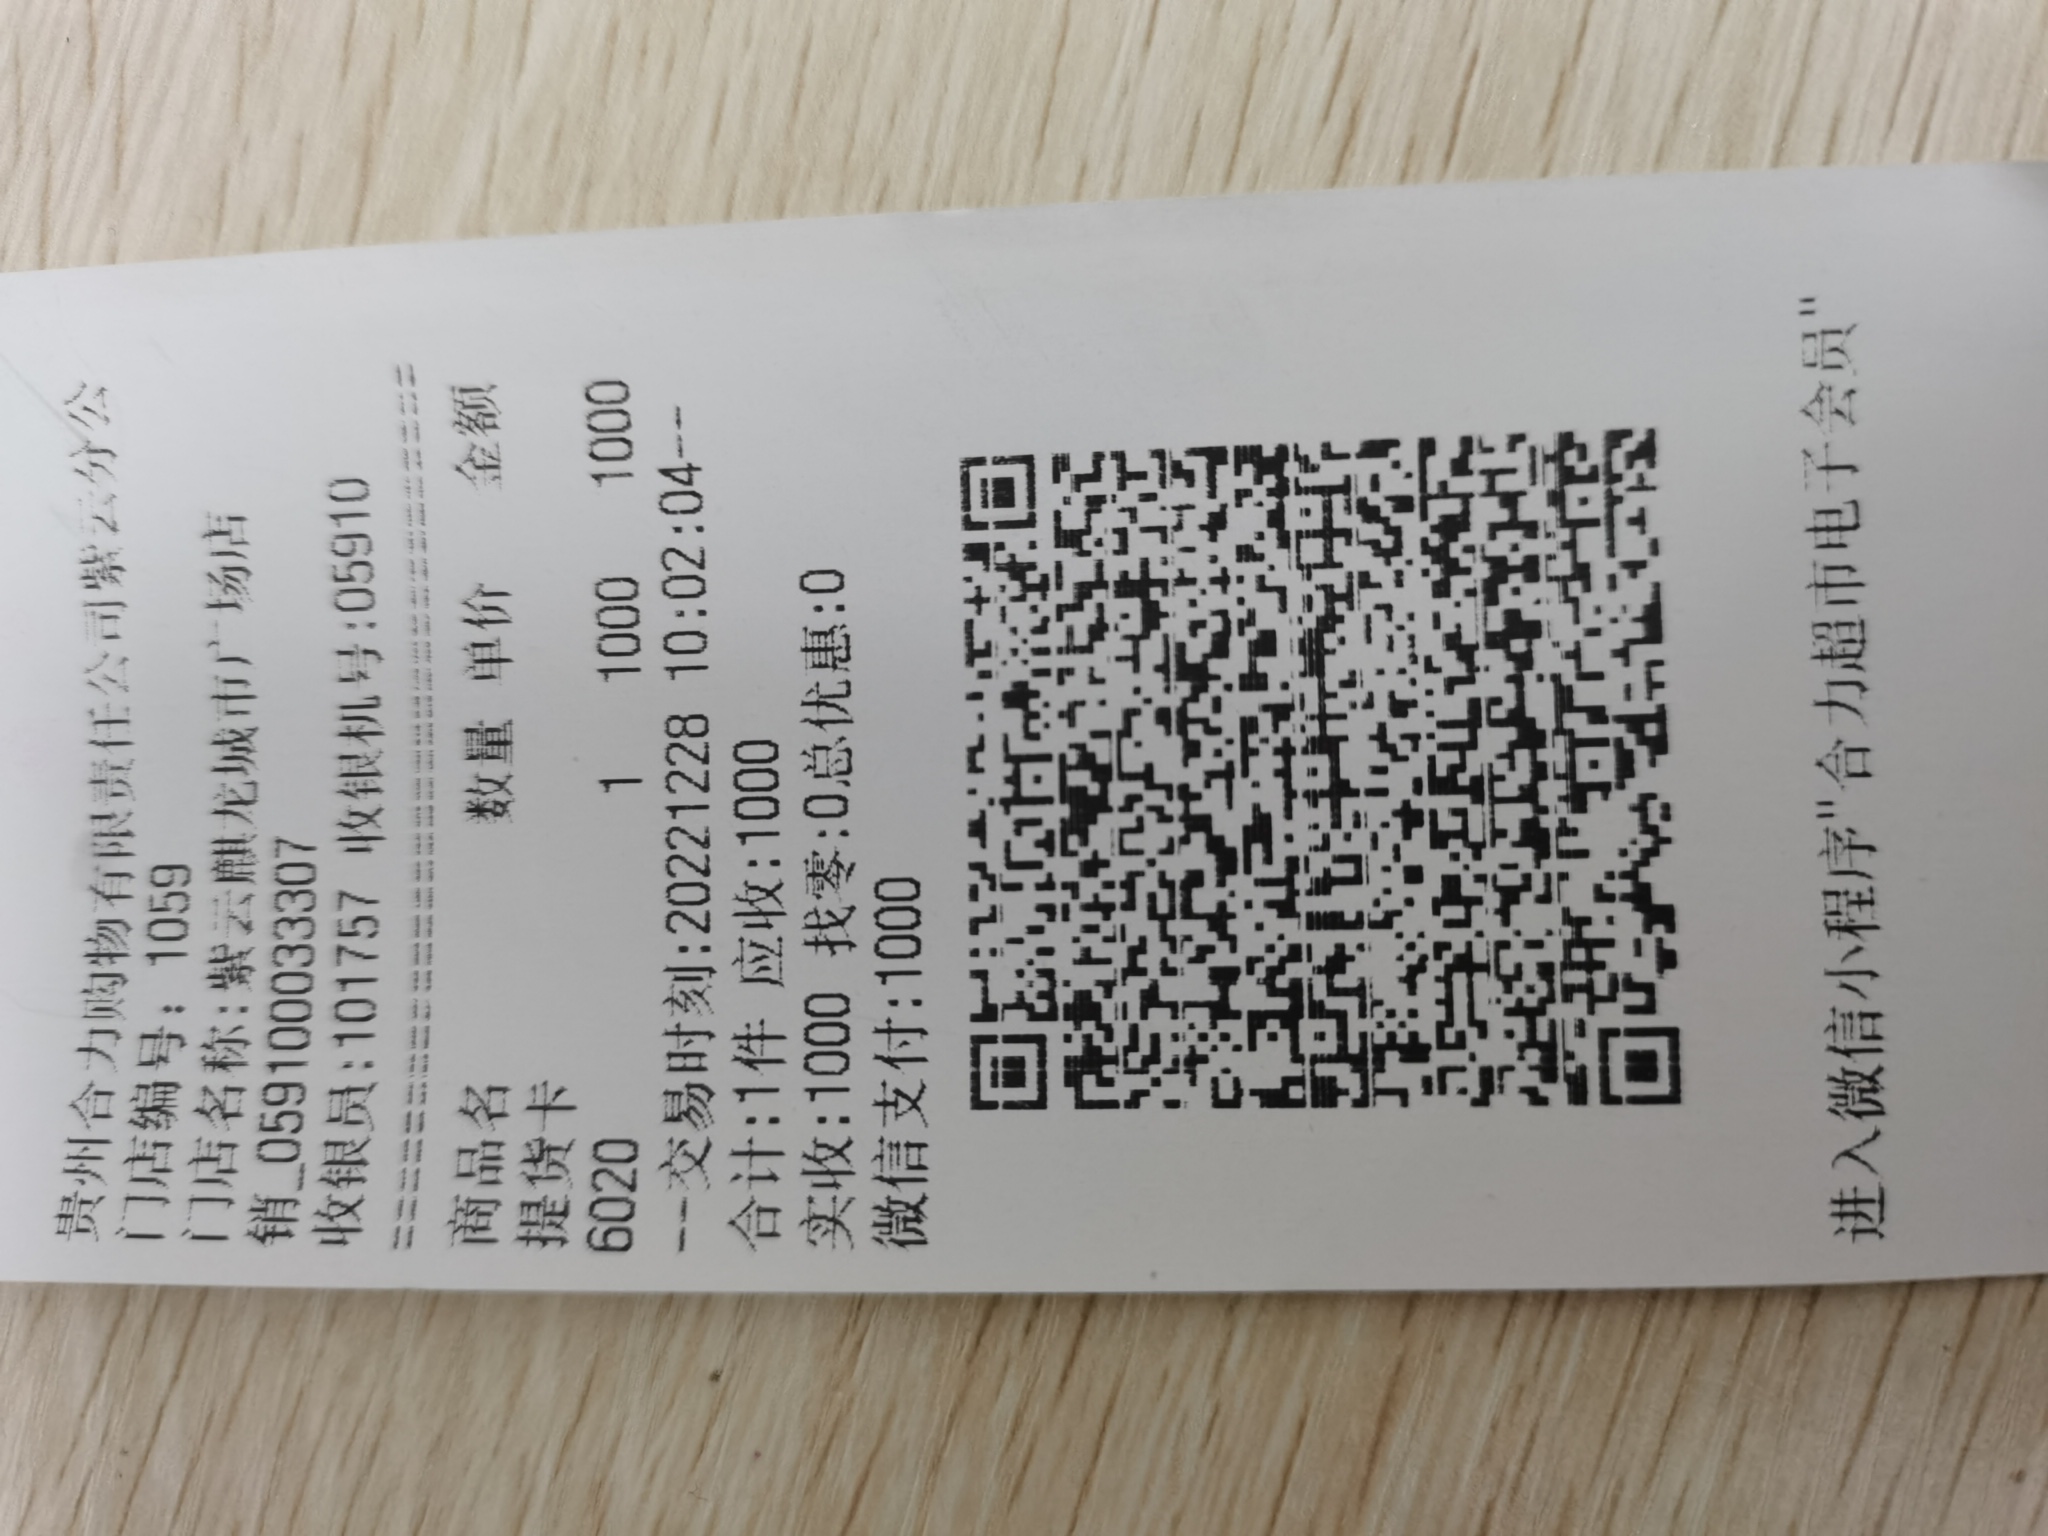 贵州合力购物有限责任公司紫云分公
门店编号: 1059
门店名称:紫云麒龙城市广场店
销_059100033307
收银员:101757 收银机号:05910
==========================================
商品名 数量 单价 金额
提货卡
6020 1 1000 1000
---交易时刻:20221228 10:02:04---
合计:1件 应收:1000
实收:1000 找零:0总优惠:0
微信支付:1000
进入微信小程序"合力超市电子会员"